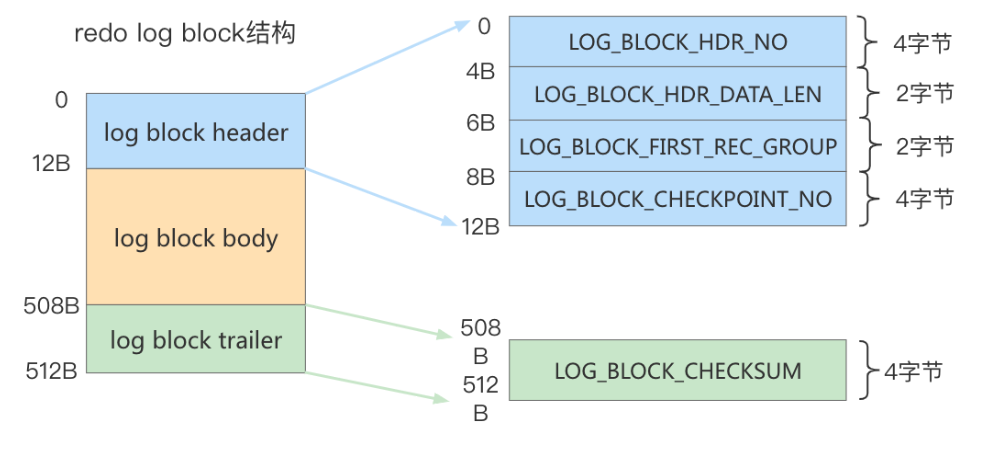 redo log block结构
0
log block header
12B
log block body
508B
log block trailer
512B
0
LOG_BLOCK_HDR_NO
4字节
4B
LOG_BLOCK_HDR_DATA_LEN
2字节
6B
LOG_BLOCK_FIRST_REC_GROUP
2字节
8B
LOG_BLOCK_CHECKPOINT_NO
4字节
12B
508
B
LOG_BLOCK_CHECKSUM
4字节
512
B